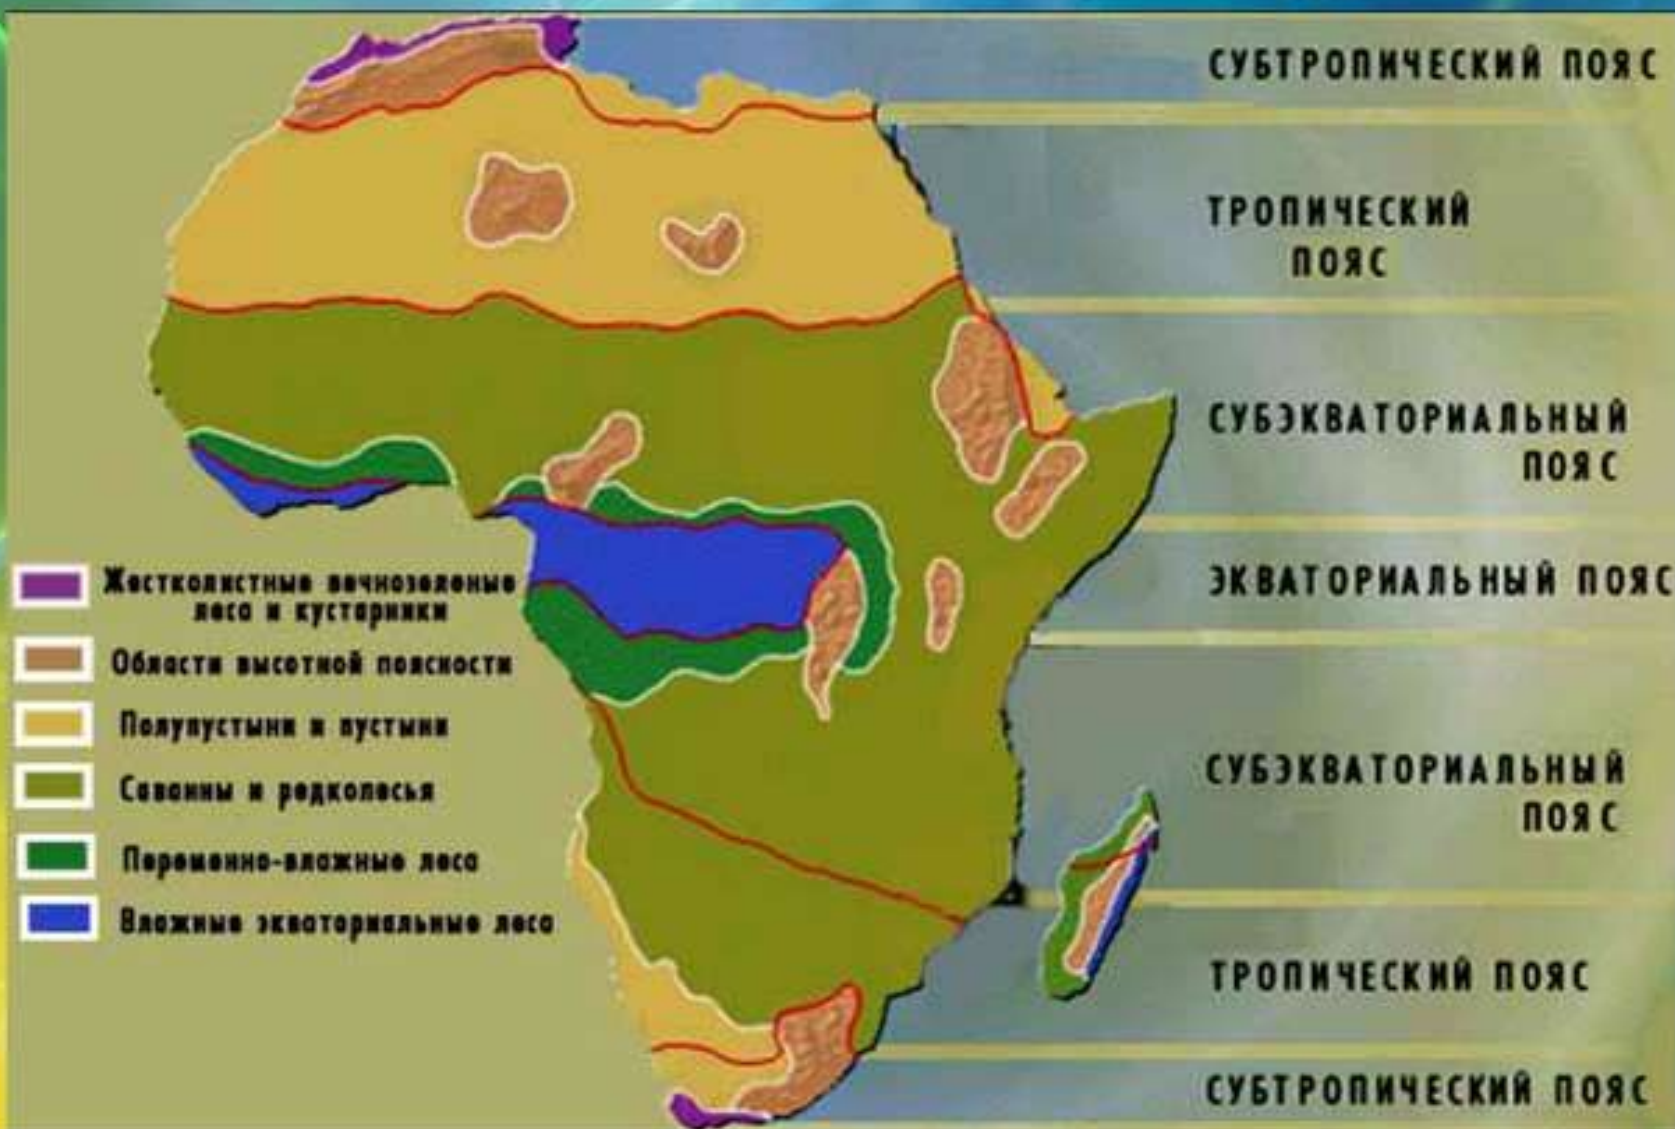 СУБТРОПИЧЕСКИЙ ПОЯС
ТРОПИЧЕСКИЙ
ПОЯС
СУБЭКВАТОРИАЛЬНЫЙ
ПОЯС
ЭКВАТОРИАЛЬНЫЙ ПОЯС
СУБЭКВАТОРИАЛЬНЫЙ
ПОЯС
ТРОПИЧЕСКИЙ ПОЯС
СУБТРОПИЧЕСКИЙ ПОЯС
Жестколистные вечнозеленые
леса и кустарники
Области высотной поясности
Полупустыни и пустыни
Саванны и редколесья
Переменно-влажные леса
Влажные экваториальные леса